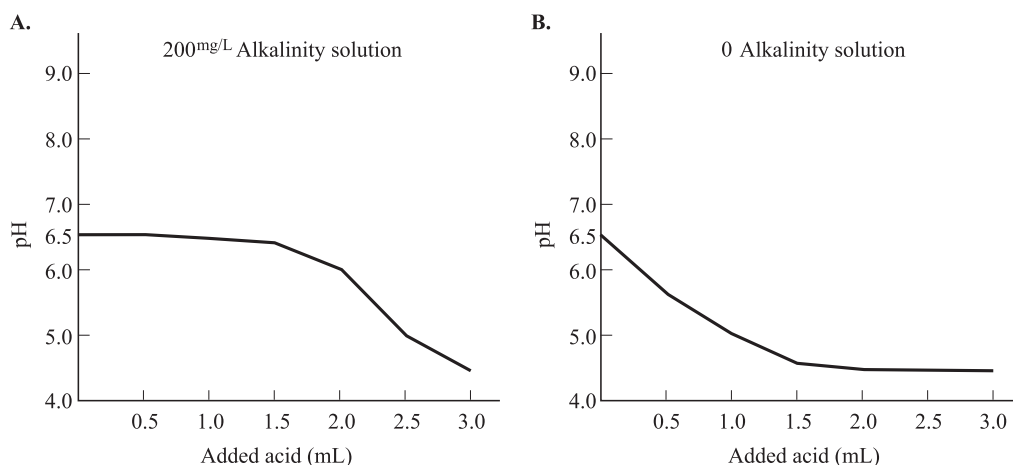 A.
200mg/L Alkalinity solution
9.0
8.0
7.0
6.5
6.0
5.0
4.0
pH
0.5 1.0 1.5 2.0 2.5 3.0
Added acid (mL)
B.
0 Alkalinity solution
9.0
8.0
7.0
6.5
6.0
5.0
4.0
pH
0.5 1.0 1.5 2.0 2.5 3.0
Added acid (mL)